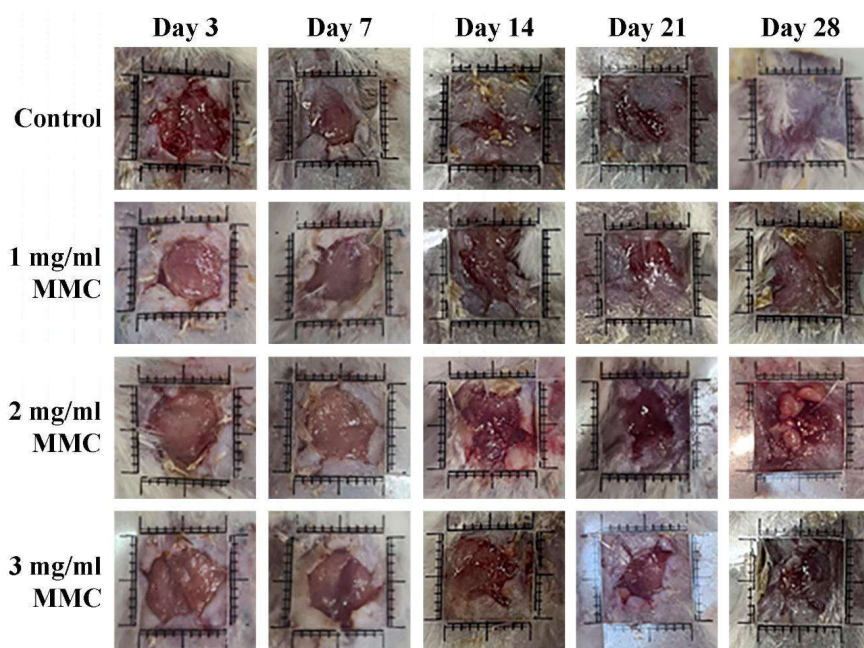 Day 3 Day 7 Day 14 Day 21 Day 28
Control
1 mg/ml
MMC
2 mg/ml
MMC
3 mg/ml
MMC